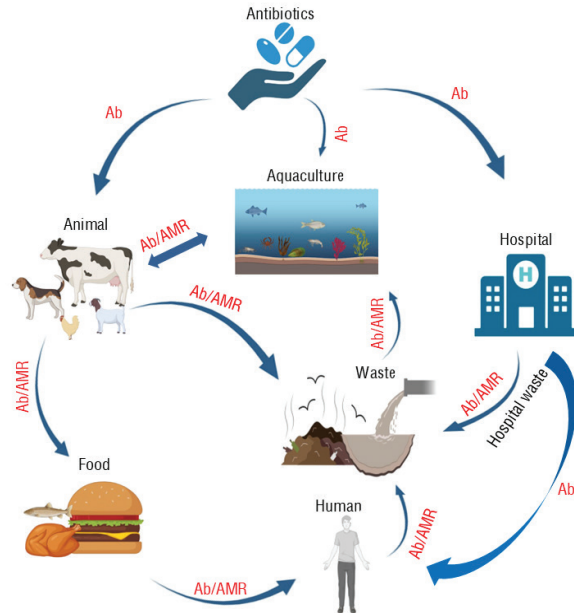 Antibiotics
Ab
Ab
Ab
Aquaculture
Animal
Ab/AMR
Hospital
H
Ab/AMR
Ab/AMR
Waste
Ab/AMR
Ab/AMR
Hospital waste
Food
Ab
Human
Ab/AMR
Ab/AMR